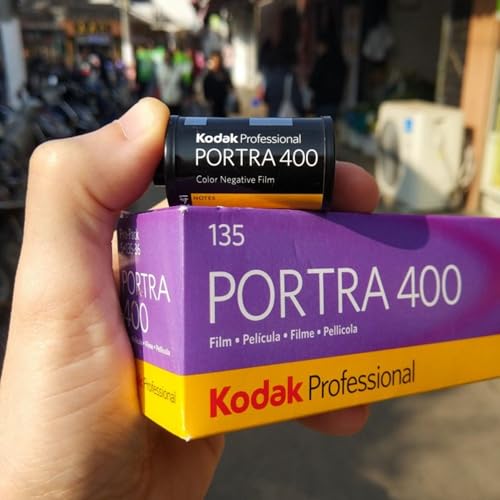 Kodak Professional
PORTRA 400
Color Negative Film
NOTES
135
PORTRA 400
Film • Película • Filme • Pellicola
Kodak Professional
PORTRA
400
Kodak Professional